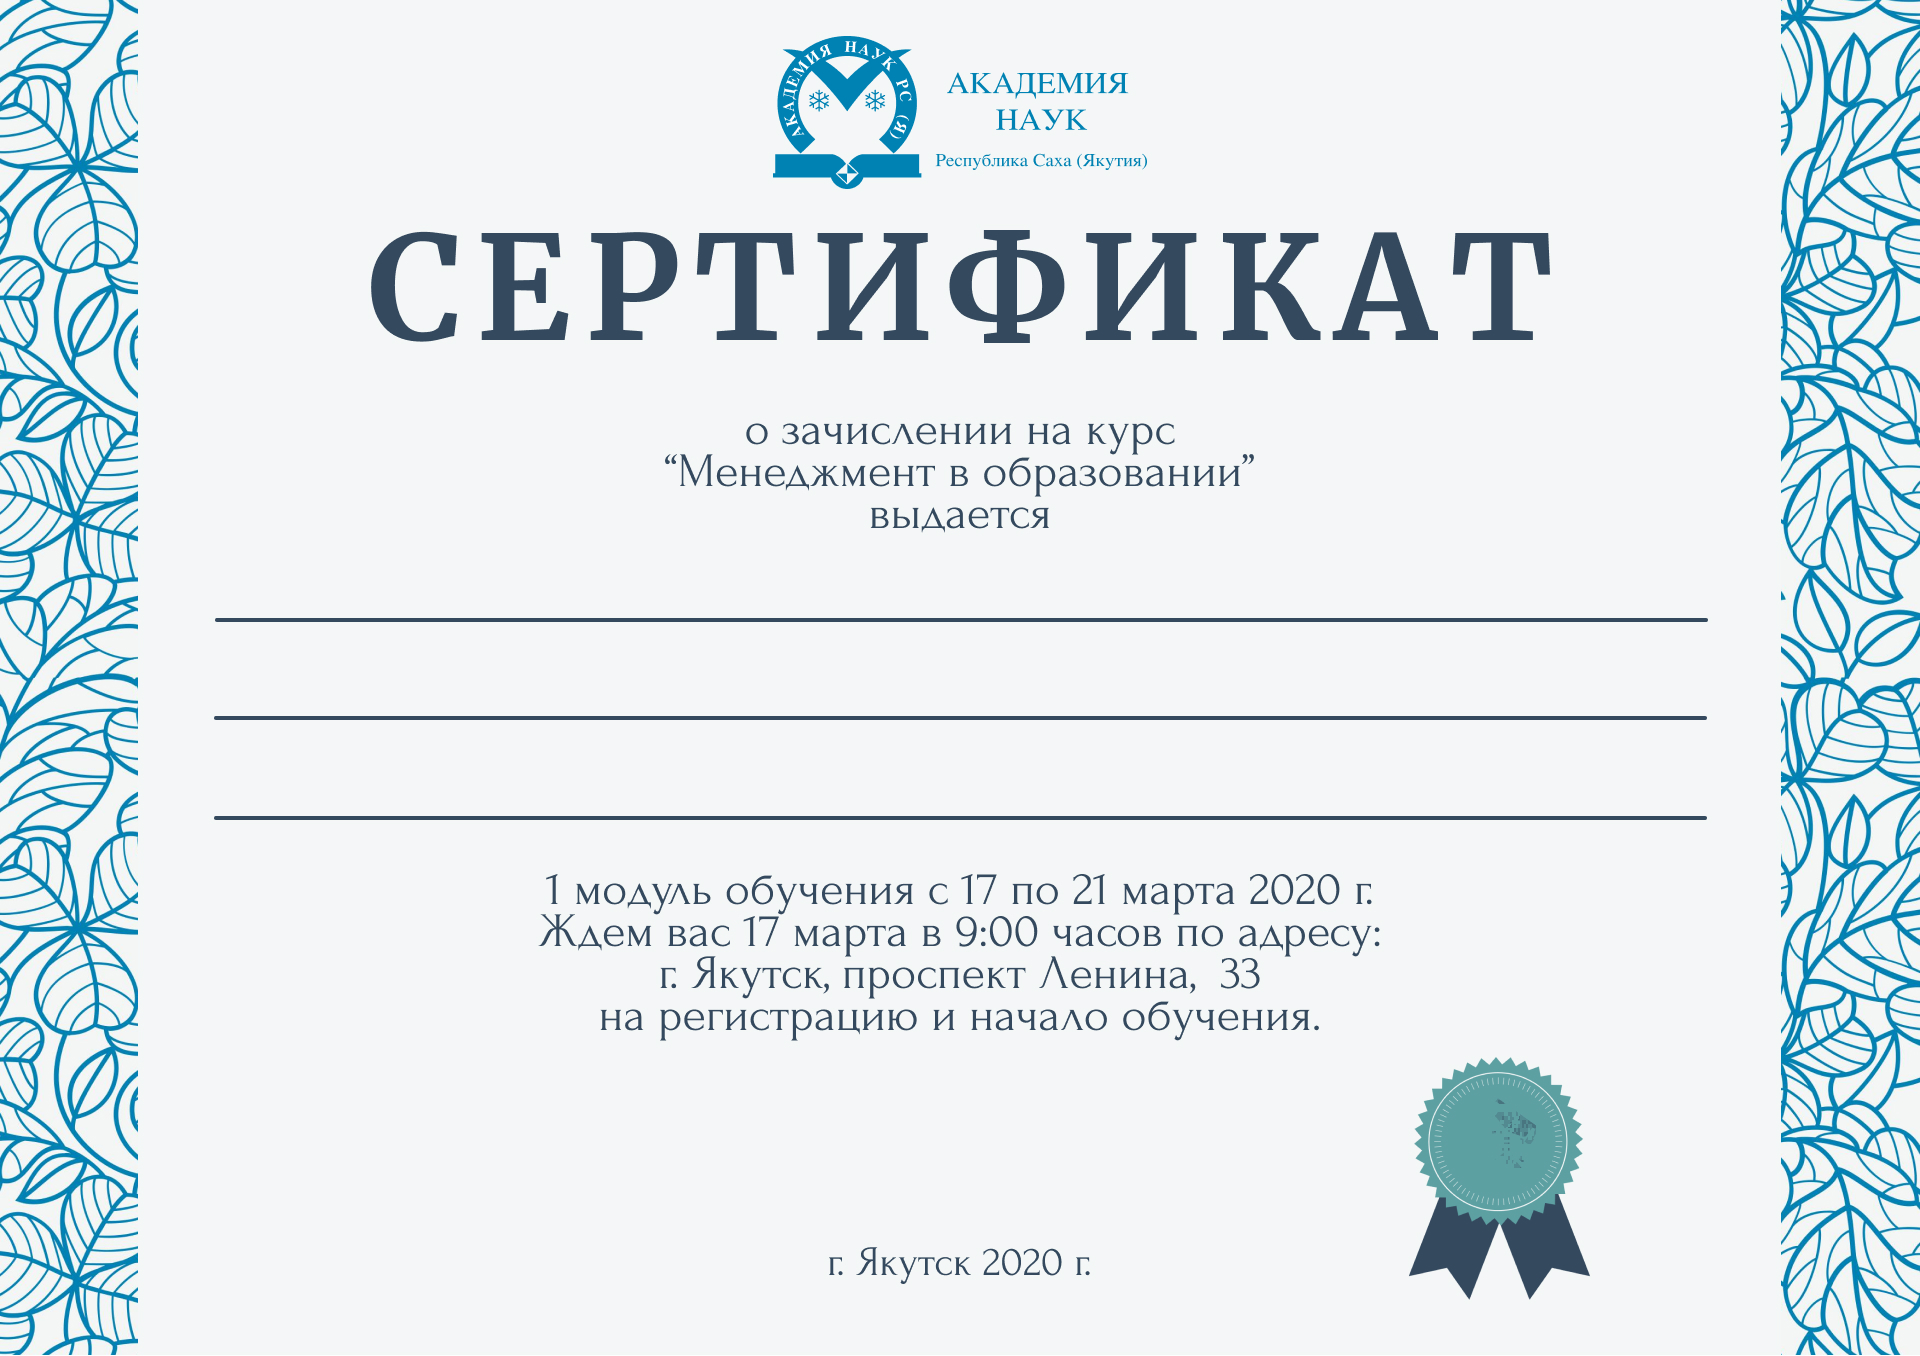 АКАДЕМИЯ НАУК РС (Я)
АКАДЕМИЯ
НАУК
Республика Саха (Якутия)
СЕРТИФИКАТ
о зачислении на курс
“Менеджмент в образовании”
выдается
1 модуль обучения с 17 по 21 марта 2020 г.
Ждем вас 17 марта в 9:00 часов по адресу:
г. Якутск, проспект Ленина, 33
на регистрацию и начало обучения.
г. Якутск 2020 г.